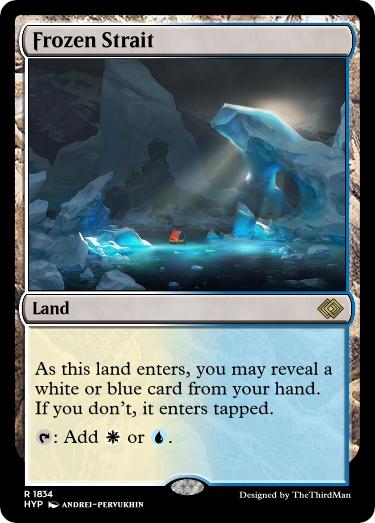 Frozen Strait
Land
As this land enters, you may reveal a
white or blue card from your hand.
If you don't, it enters tapped.
: Add or .
R 1834
HYP ANDREI-PERVUKHIN
Designed by TheThirdMan